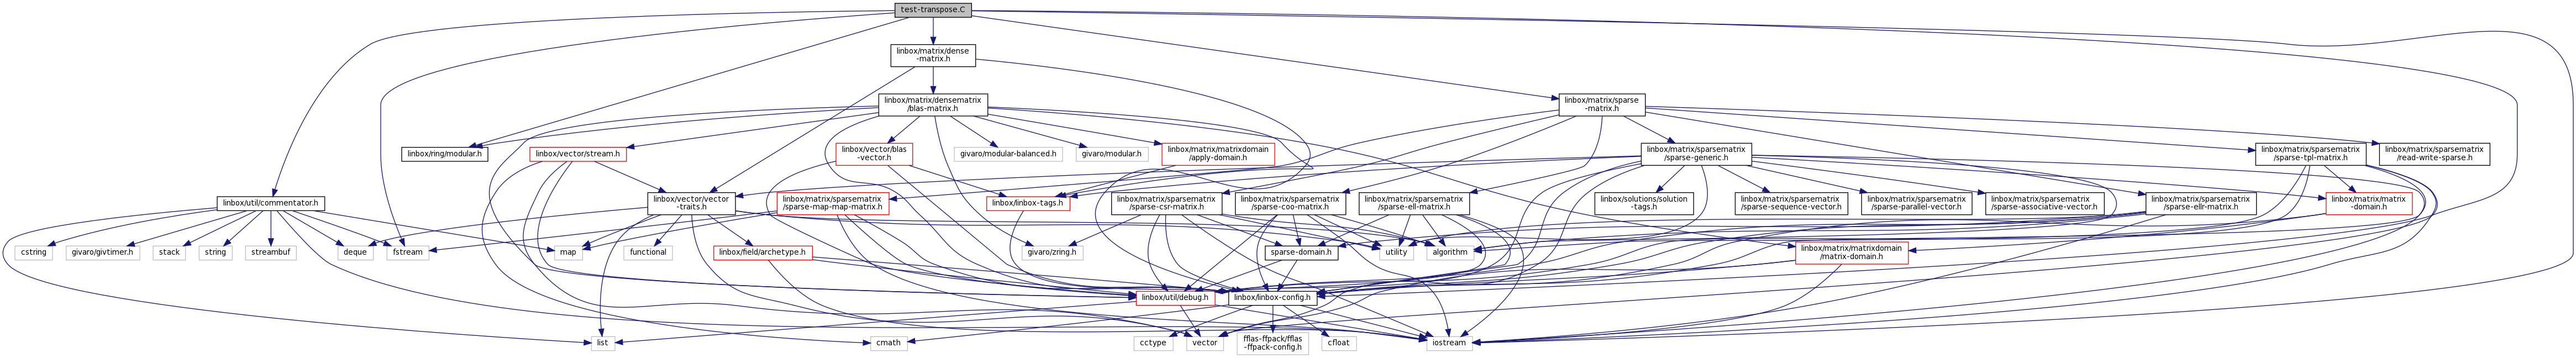 test-transpose.C
linbox/matrix/dense
-matrix.h
linbox/matrix/densematrix
/blas-matrix.h
linbox/matrix/sparse
-matrix.h
linbox/ring/modular.h
linbox/vector/stream.h
linbox/vector/blas
-vector.h
givaro/modular-balanced.h
givaro/modular.h
linbox/matrix/matrixdomain
/apply-domain.h
linbox/matrix/sparsematrix
/sparse-generic.h
linbox/matrix/sparsematrix
/sparse-tpl-matrix.h
linbox/matrix/sparsematrix
/read-write-sparse.h
linbox/util/commentator.h
linbox/vector/vector
-traits.h
linbox/matrix/sparsematrix
/sparse-map-map-matrix.h
linbox/linbox-tags.h
linbox/matrix/sparsematrix
/sparse-csr-matrix.h
linbox/matrix/sparsematrix
/sparse-coo-matrix.h
linbox/matrix/sparsematrix
/sparse-ell-matrix.h
linbox/solutions/solution
-tags.h
linbox/matrix/sparsematrix
/sparse-sequence-vector.h
linbox/matrix/sparsematrix
/sparse-parallel-vector.h
linbox/matrix/sparsematrix
/sparse-associative-vector.h
linbox/matrix/sparsematrix
/sparse-ellr-matrix.h
linbox/matrix/matrix
-domain.h
cstring
givaro/givtimer.h
stack
string
streambuf
deque
fstream
map
functional
linbox/field/archetype.h
givaro/zring.h
sparse-domain.h
utility
algorithm
linbox/matrix/matrixdomain
/matrix-domain.h
linbox/util/debug.h
linbox/linbox-config.h
list
cmath
cctype
vector
fflas-ffpack/fflas
-ffpack-config.h
cfloat
iostream